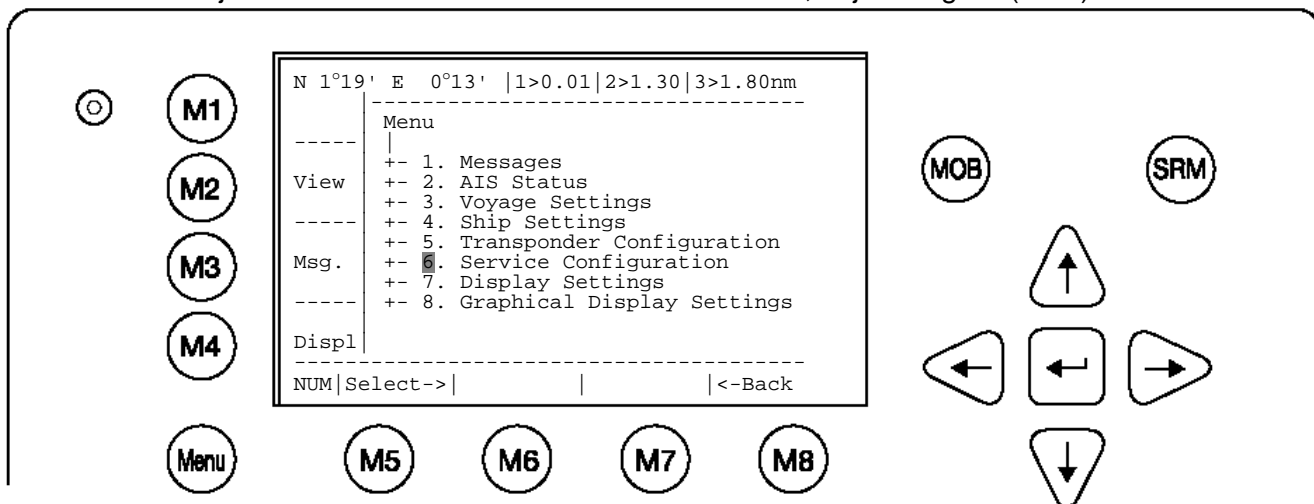 N 1°19' E 0°13' |1>0.01|2>1.30|3>1.80nm
Menu
+- 1. Messages
+- 2. AIS Status
+- 3. Voyage Settings
+- 4. Ship Settings
+- 5. Transponder Configuration
+- 6. Service Configuration
+- 7. Display Settings
+- 8. Graphical Display Settings
View
Msg.
Displ
NUM|Select->| | |<-Back
M1
M2
M3
M4
Menu
M5
M6
M7
M8
MOB
SRM